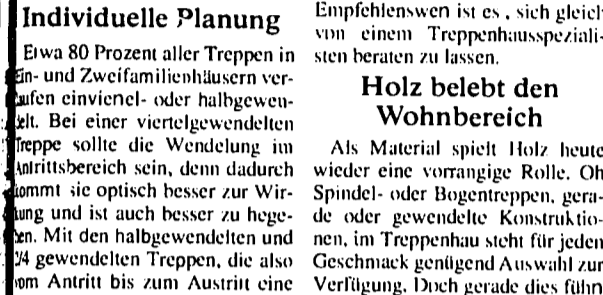 Individuelle Planung
Etwa 80 Prozent aller Treppen in
Ein- und Zweifamilienhäusern ver-
laufen einviertel- oder halbgewen-
delt. Bei einer viertelgewendelten
Treppe sollte die Wendelung im
Antrittsbereich sein, denn dadurch
kommt sie optisch besser zur Wir-
kung und ist auch besser zu bege-
hen. Mit den halbgewendelten und
3/4 gewendelten Treppen, die also
vom Antritt bis zum Austritt eine
Empfehlenswert ist es, sich gleich
von einem Treppenhausspeziali-
sten beraten zu lassen.
Holz belebt den
Wohnbereich
Als Material spielt Holz heute
wieder eine vorrangige Rolle. Ob
Spindel- oder Bogentreppen, gera-
de oder gewendelte Konstruktio-
nen, im Treppenhau steht für jeden
Geschmack genügend Auswahl zur
Verfügung. Doch gerade dies führt